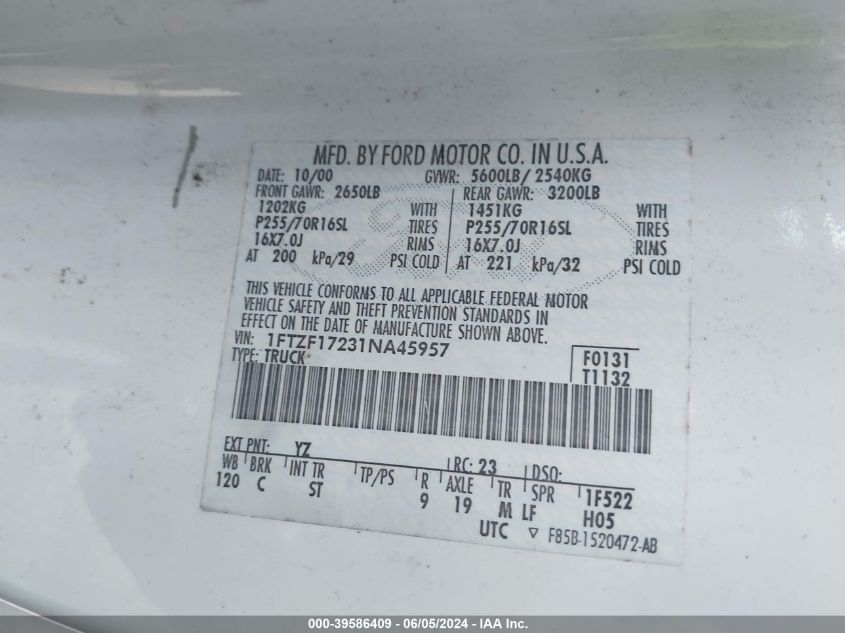 MFD. BY FORD MOTOR CO. IN U.S.A.
DATE: 10/00 GVWR: 5600LB/ 2540KG
FRONT GAWR: 2650LB REAR GAWR: 3200LB
1202KG WITH 1451KG WITH
P255/70R16SL TIRES P255/70R16SL TIRES
16X7.0J RIMS 16X7.0J RIMS
AT 200 kPa/29 PSI COLD AT 221 kPa/32 PSI COLD
THIS VEHICLE CONFORMS TO ALL APPLICABLE FEDERAL MOTOR
VEHICLE SAFETY AND THEFT PREVENTION STANDARDS IN
EFFECT ON THE DATE OF MANUFACTURE SHOWN ABOVE.
VIN: 1FTZF17231NA45957 F0131
TYPE: TRUCK T1132
EXT PNT: YZ RC: 23 DSO:
WB BRK INT TR TP/PS R AXLE TR SPR 1F522
120 C ST 9 19 M LF H05
UTC ▽ F85B-1520472-AB
000-39586409 - 06/05/2024 - IAA Inc.